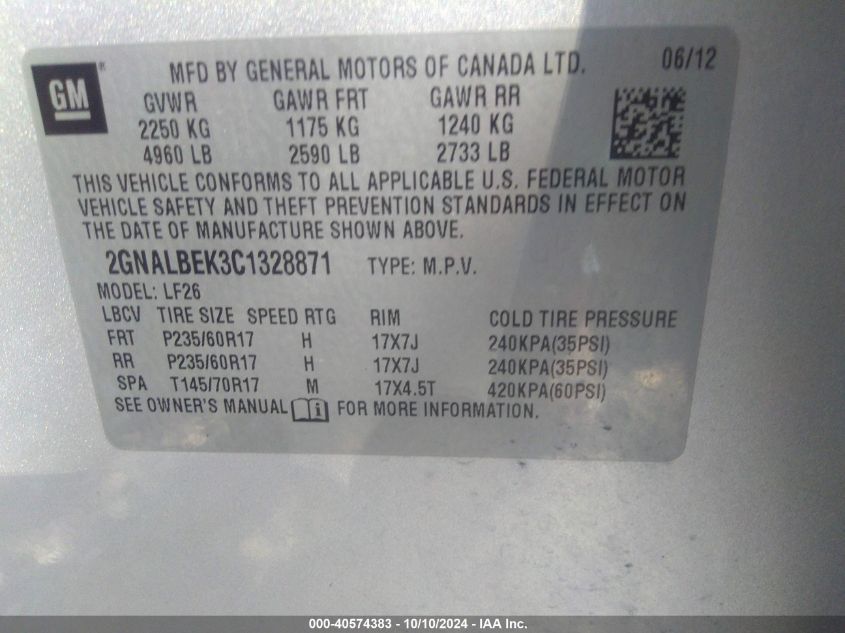 GM® MFD BY GENERAL MOTORS OF CANADA LTD. 06/12
GVWR GAWR FRT GAWR RR
2250 KG 1175 KG 1240 KG
4960 LB 2590 LB 2733 LB
THIS VEHICLE CONFORMS TO ALL APPLICABLE U.S. FEDERAL MOTOR
VEHICLE SAFETY AND THEFT PREVENTION STANDARDS IN EFFECT ON
THE DATE OF MANUFACTURE SHOWN ABOVE.
2GNALBEK3C1328871 TYPE: M.P.V.
MODEL: LF26
LBCV TIRE SIZE SPEED RTG RIM COLD TIRE PRESSURE
FRT P235/60R17 H 17X7J 240KPA(35PSI)
RR P235/60R17 H 17X7J 240KPA(35PSI)
SPA T145/70R17 M 17X4.5T 420KPA(60PSI)
SEE OWNER'S MANUAL FOR MORE INFORMATION.
000-40574383 - 10/10/2024 - IAA Inc.